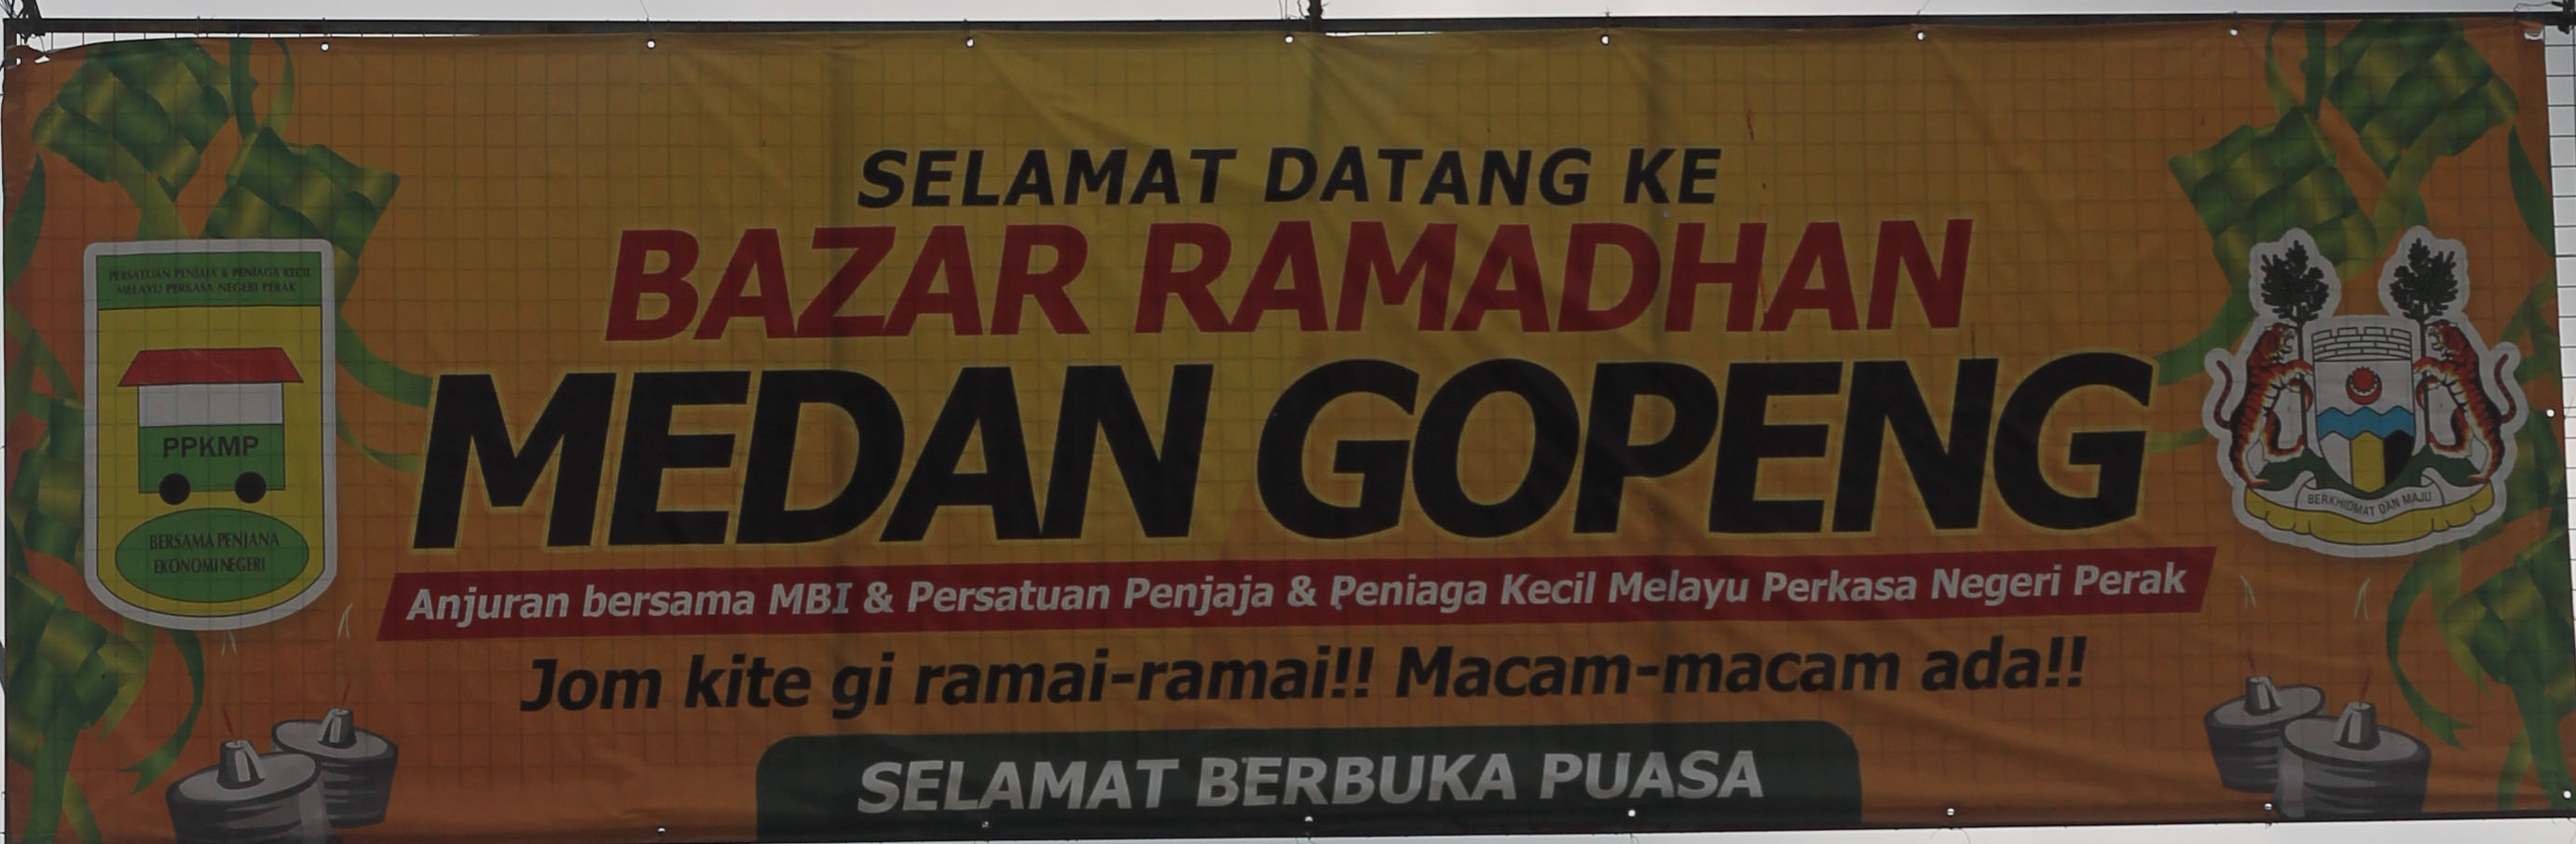 SELAMAT DATANG KE
BAZAR RAMADHAN
MEDAN GOPENG
Anjuran bersama MBI & Persatuan Penjaja & Peniaga Kecil Melayu Perkasa Negeri Perak
Jom kite gi ramai-ramai!! Macam-macam ada!!
SELAMAT BERBUKA PUASA
PERSATUAN PENJAJA & PENIAGA KECIL
MELAYU PERKASA NEGERI PERAK
PPKMP
BERSAMA PENJANA
EKONOMI NEGERI
BERKHIDMAT DAN MAJU